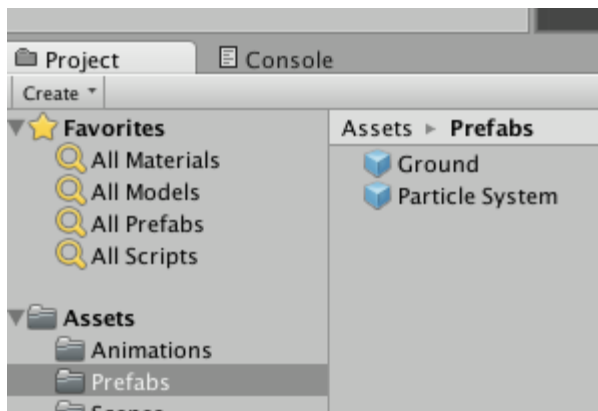 Project
Console
Create
Favorites
All Materials
All Models
All Prefabs
All Scripts
Assets
Animations
Prefabs
Assets Prefabs
Ground
Particle System